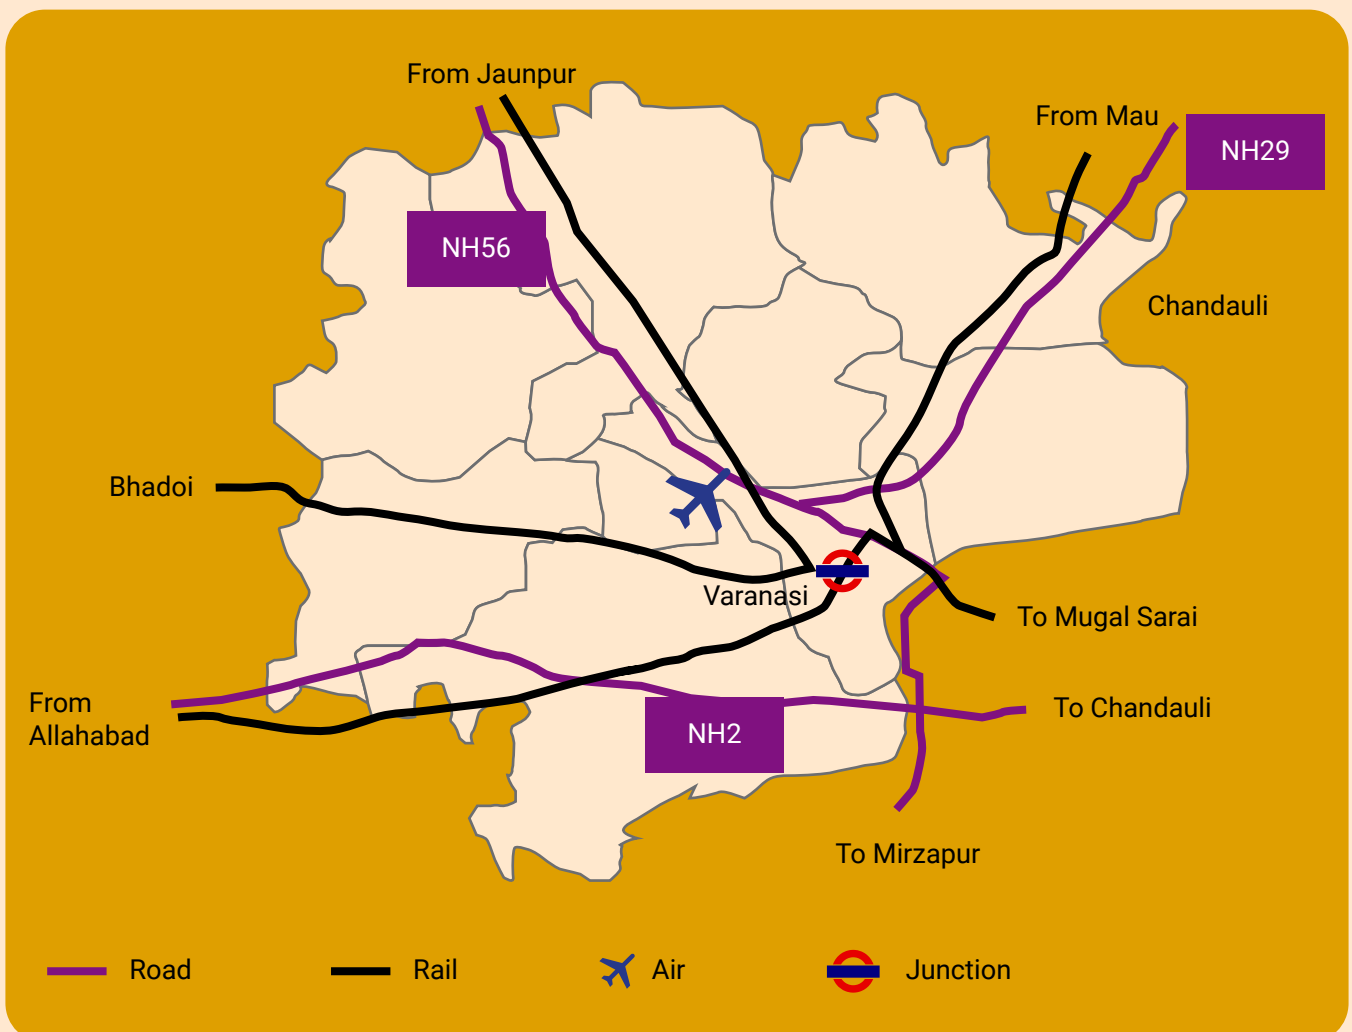 From Jaunpur
From Mau
NH29
NH56
Chandauli
Bhadoi
Varanasi
To Mugal Sarai
From
Allahabad
To Chandauli
NH2
To Mirzapur
Road
Rail
Air
Junction